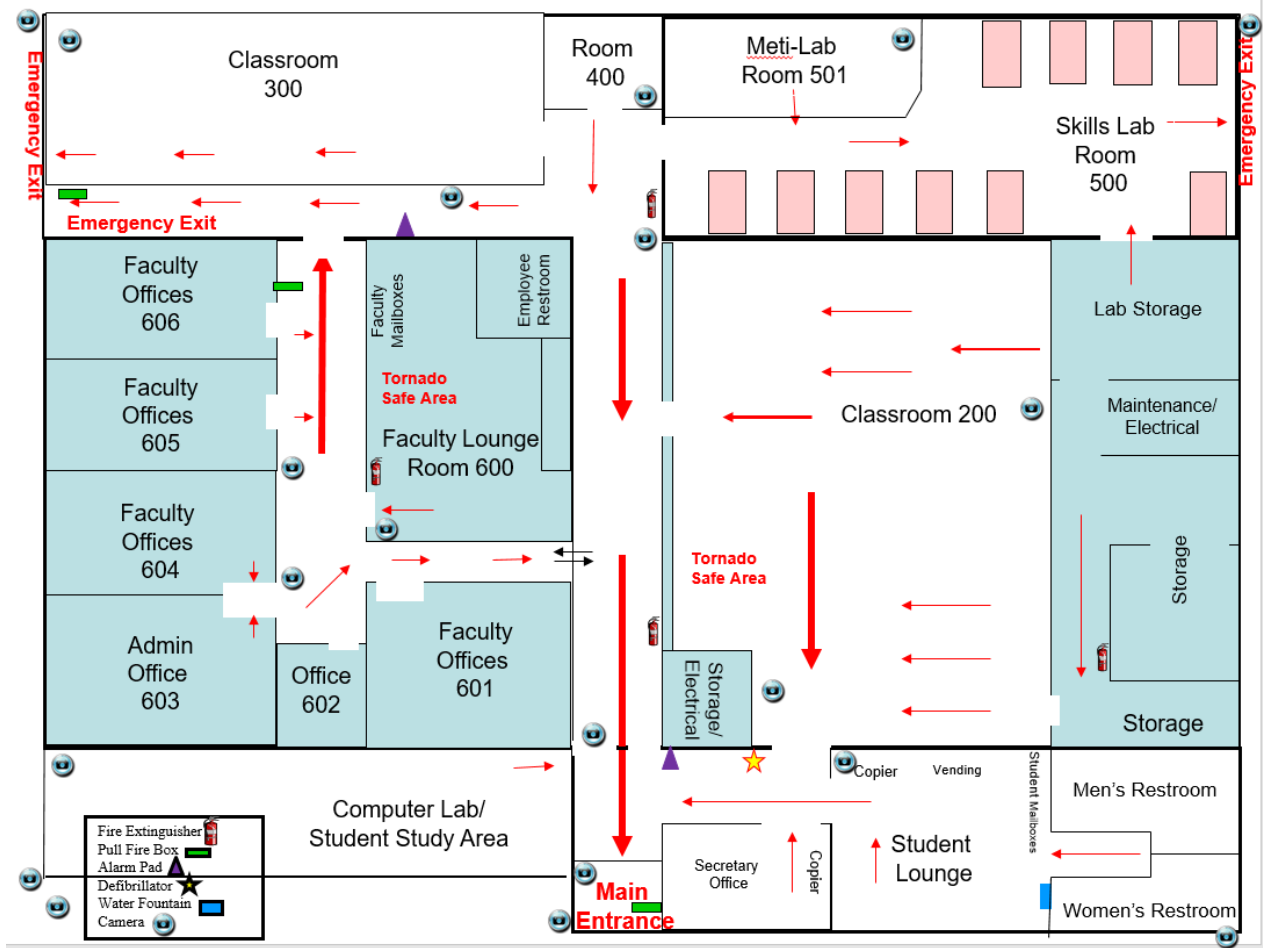 Classroom
300
Room
400
Meti-Lab
Room 501
Skills Lab
Room
500
Emergency Exit
Emergency Exit
Emergency Exit
Faculty
Offices
606
Faculty
Mailboxes
Employee
Restroom
Lab Storage
Tornado
Safe Area
Faculty
Offices
605
Faculty Lounge
Room 600
Classroom 200
Maintenance/
Electrical
Faculty
Offices
604
Tornado
Safe Area
Storage
Admin
Office
603
Office
602
Faculty
Offices
601
Storage/
Electrical
Storage
Computer Lab/
Student Study Area
Copier
Vending
Student Mailboxes
Men's Restroom
Student
Lounge
Secretary
Office
Copier
Main
Entrance
Women's Restroom
Fire Extinguisher
Pull Fire Box
Alarm Pad
Defibrillator
Water Fountain
Camera